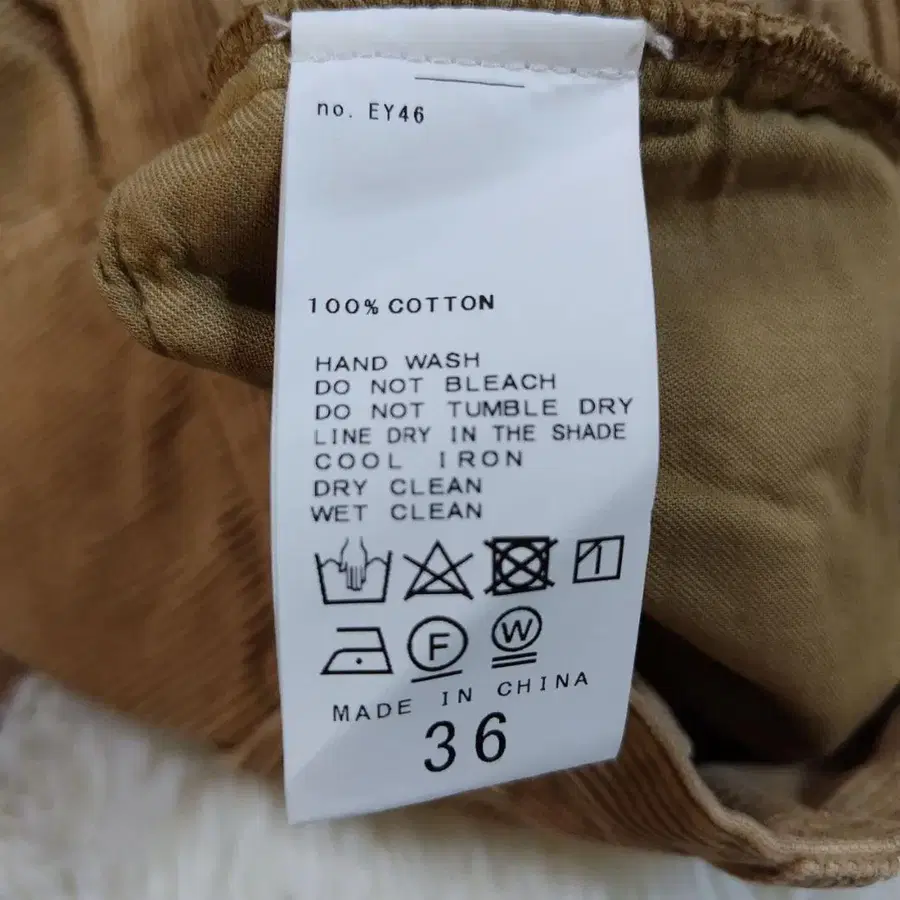 no. EY46
100% COTTON
HAND WASH
DO NOT BLEACH
DO NOT TUMBLE DRY
LINE DRY IN THE SHADE
COOL IRON
DRY CLEAN
WET CLEAN
F W
MADE IN CHINA
36